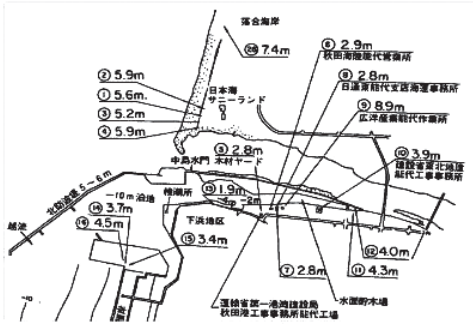 落合海岸
㉖ 7.4m
⑥ 2.9m
秋田海陸能代営業所
② 5.9m
① 5.6m
③ 5.2m
④ 5.9m
日本海
サニーランド
⑧ 2.8m
日通東能代支店海運事務所
⑨ 8.9m
広洋産業能代作業所
⑩ 3.9m
建設省東北地建
能代工事事務所
中島水門
⑤ 2.8m
木材ヤード
北防波堤 5~6m
越波
-10m 泊地
検潮所
⑬ 1.9m
-4m
-2m
⑭ 3.7m
4.5m
下浜地区
⑮ 3.4m
⑫ 4.0m
⑪ 4.3m
⑦ 2.8m
水面貯木場
運輸省第一港湾建設局
秋田港工事事務所能代工場
-10